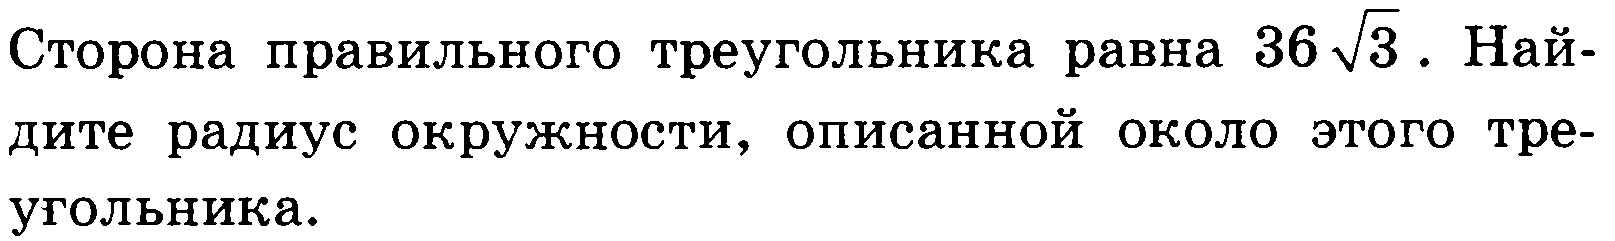 Сторона правильного треугольника равна 36√3 . Най-
дите радиус окружности, описанной около этого тре-
угольника.